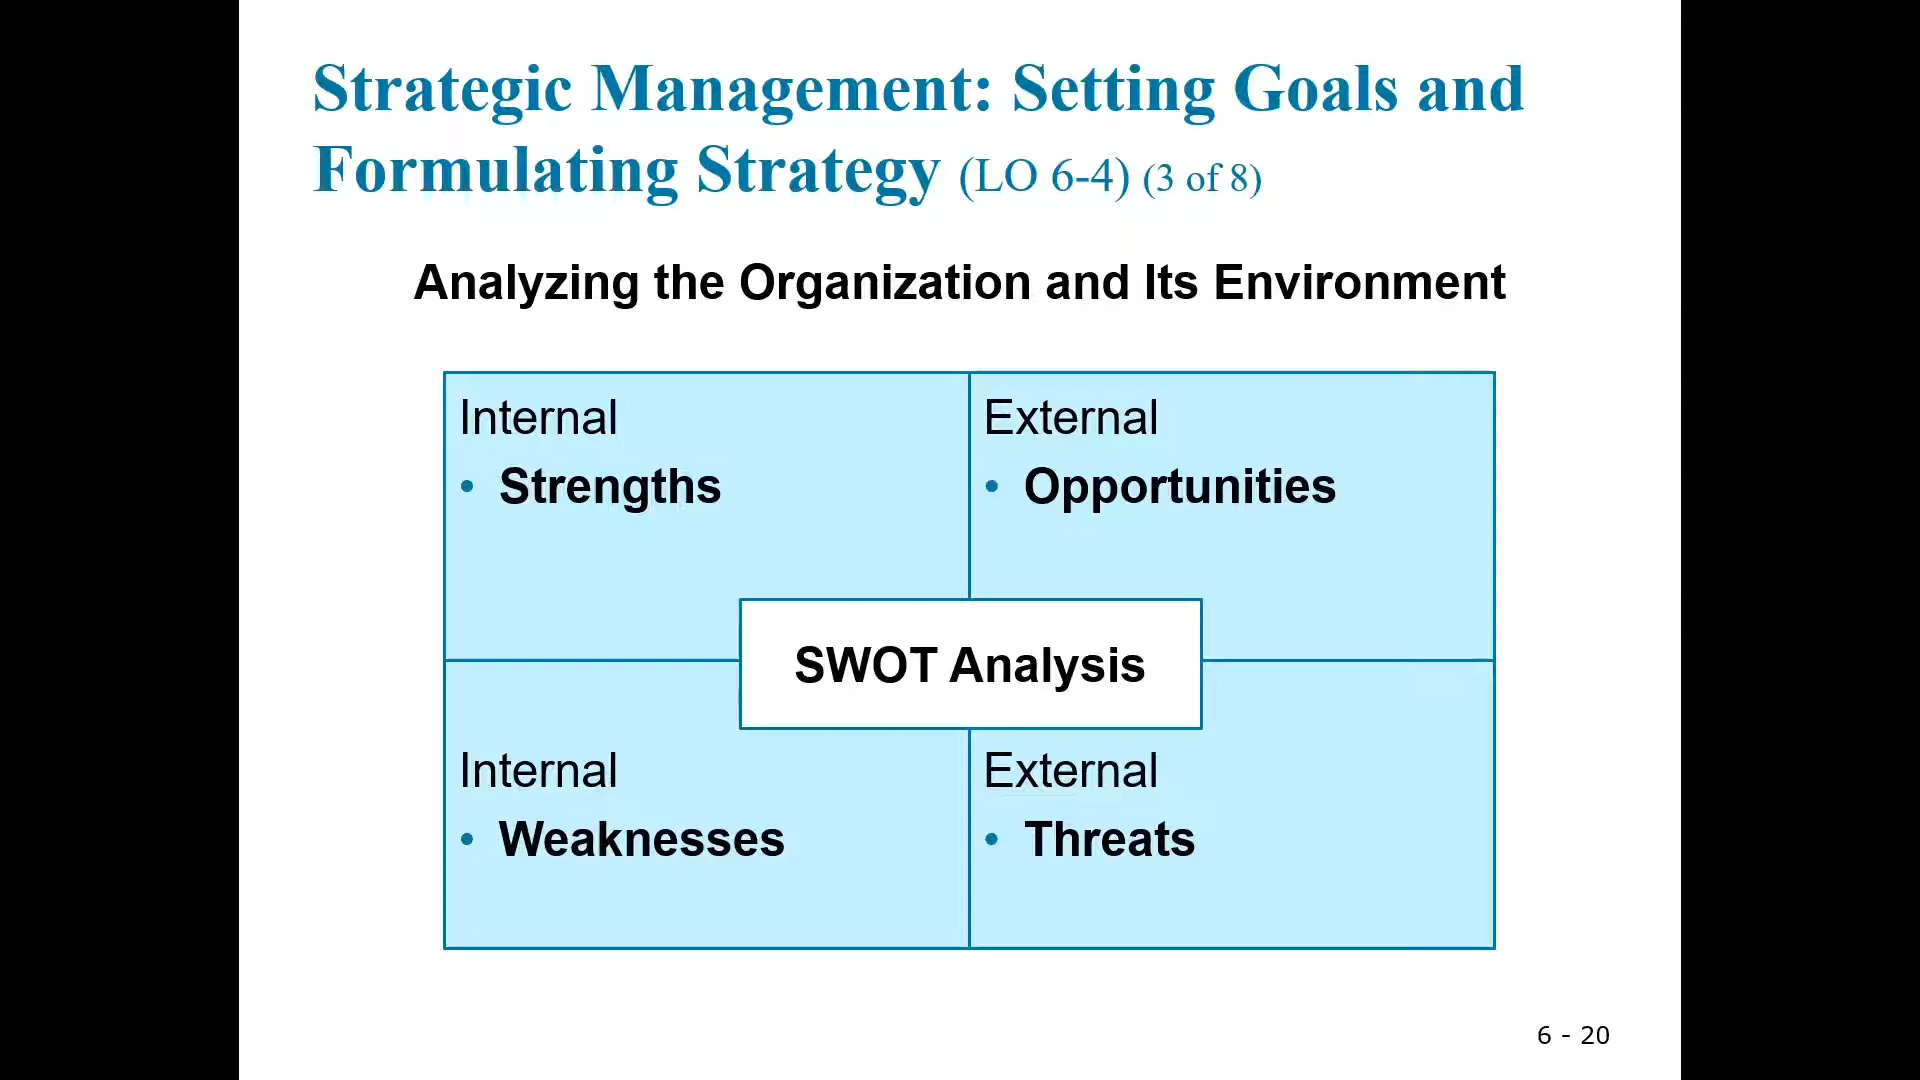 Strategic Management: Setting Goals and
Formulating Strategy (LO 6-4) (3 of 8)
Analyzing the Organization and Its Environment
Internal
• Strengths
External
• Opportunities
SWOT Analysis
Internal
• Weaknesses
External
• Threats
6 - 20